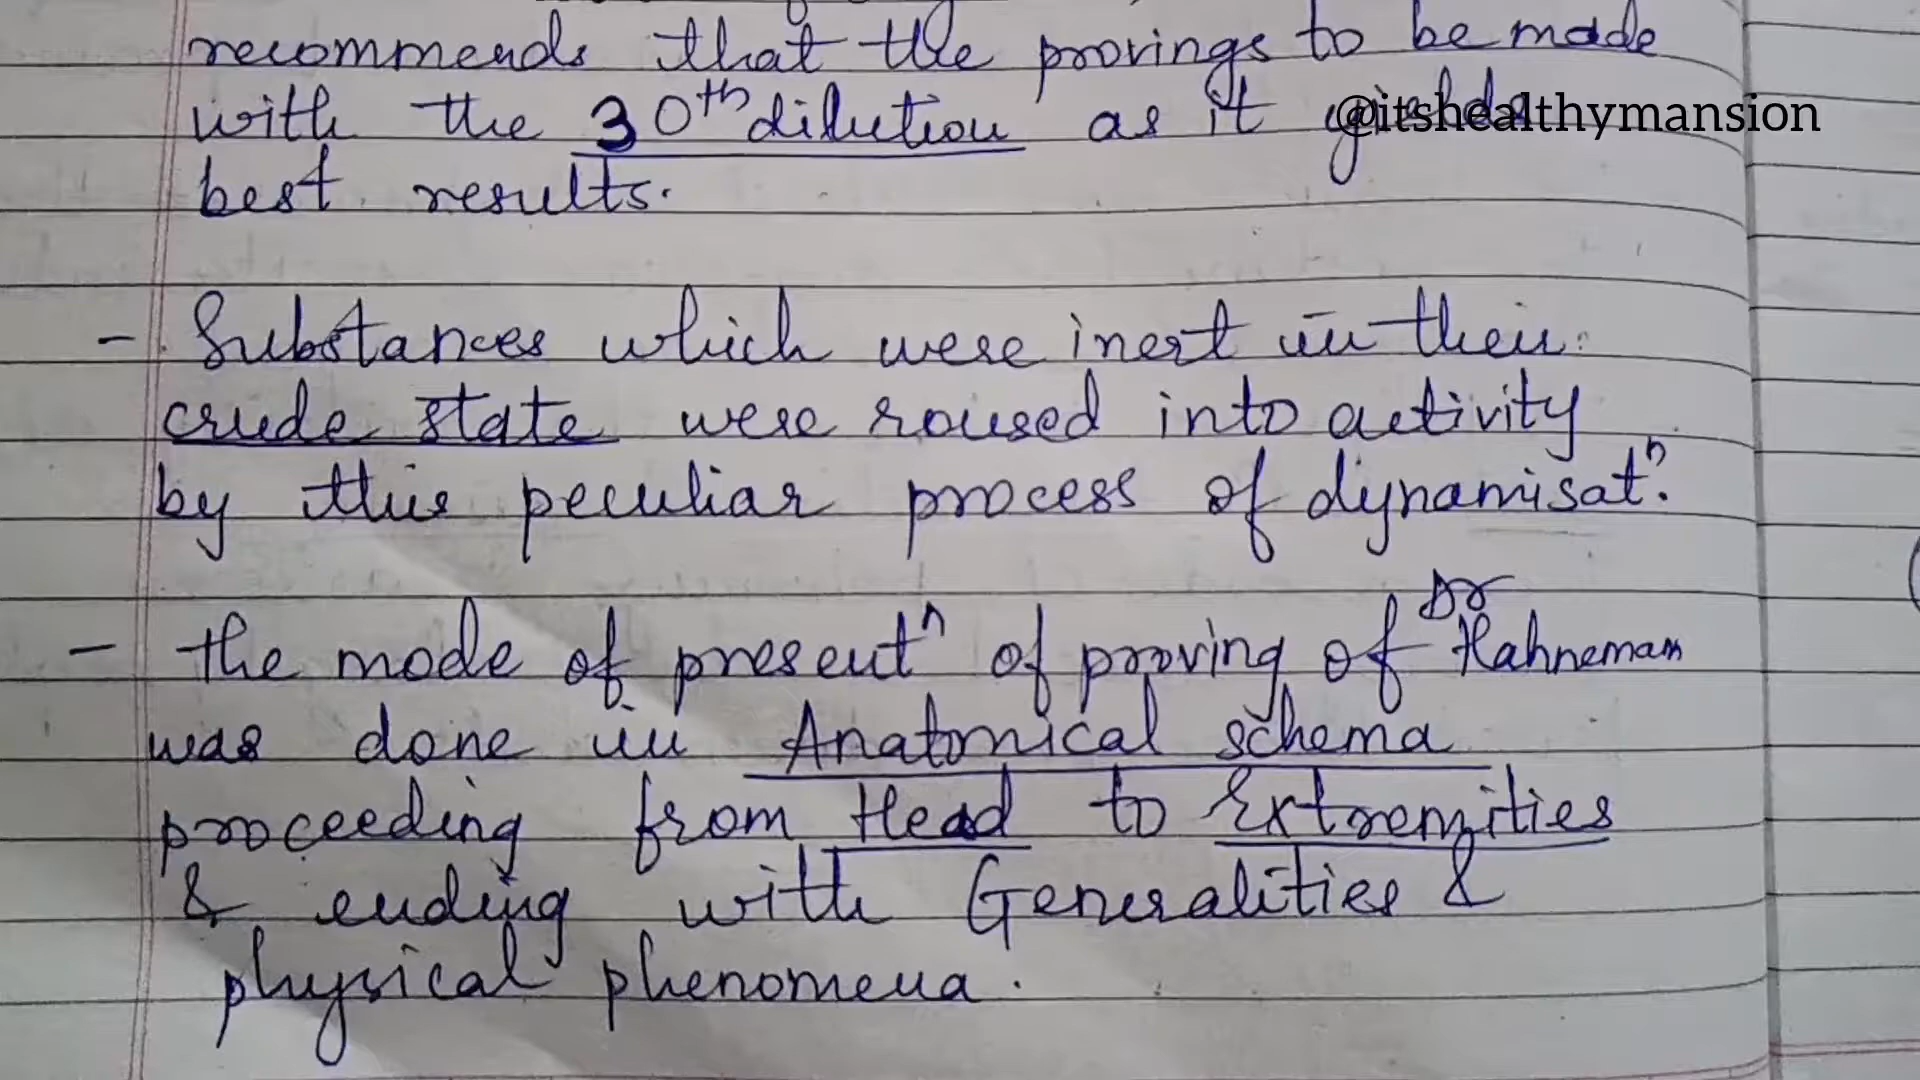 recommends that the provings to be made
with the 30th dilution as it yields
@itshealthymansion
best results.
- Substances which were inert in their
crude state were roused into activity
by this peculiar process of dynamisatⁿ.
- the mode of presentⁿ of proving of Dr Hahnemann
was done in Anatomical schema
proceeding from Head to Extremities
& ending with Generalities &
physical phenomena.